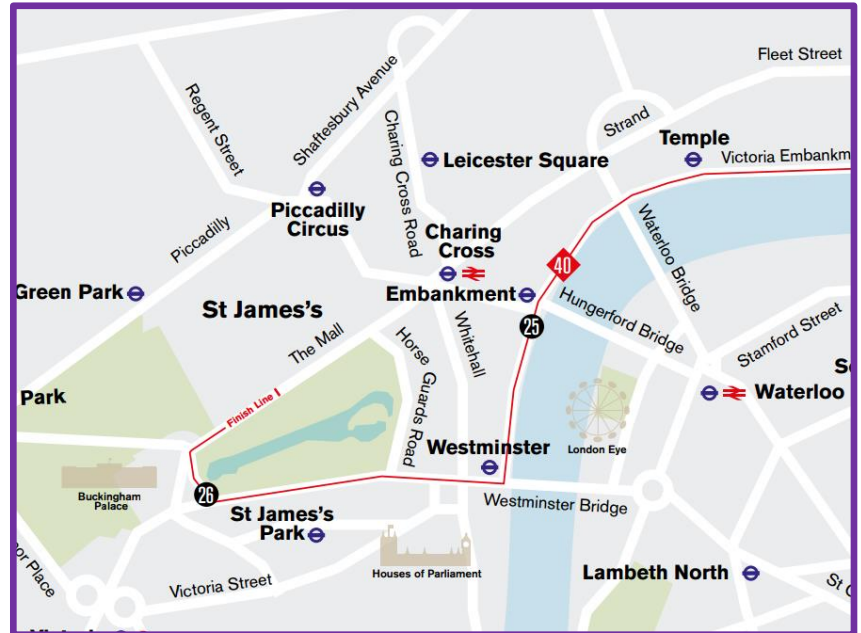 Fleet Street
Regent Street
Shaftesbury Avenue
Charing Cross Road
Strand
Temple
Leicester Square
Victoria Embankm
Piccadilly
Circus
Piccadilly
Waterloo Bridge
Charing
Cross
40
Green Park
Embankment
St James's
Hungerford Bridge
25
The Mall
Horse
Guards Road
Whitehall
Stamford Street
Park
Finish Line
Waterloo
London Eye
Westminster
Buckingham
Palace
26
Westminster Bridge
St James's
Park
Houses of Parliament
Victoria Street
Lambeth North